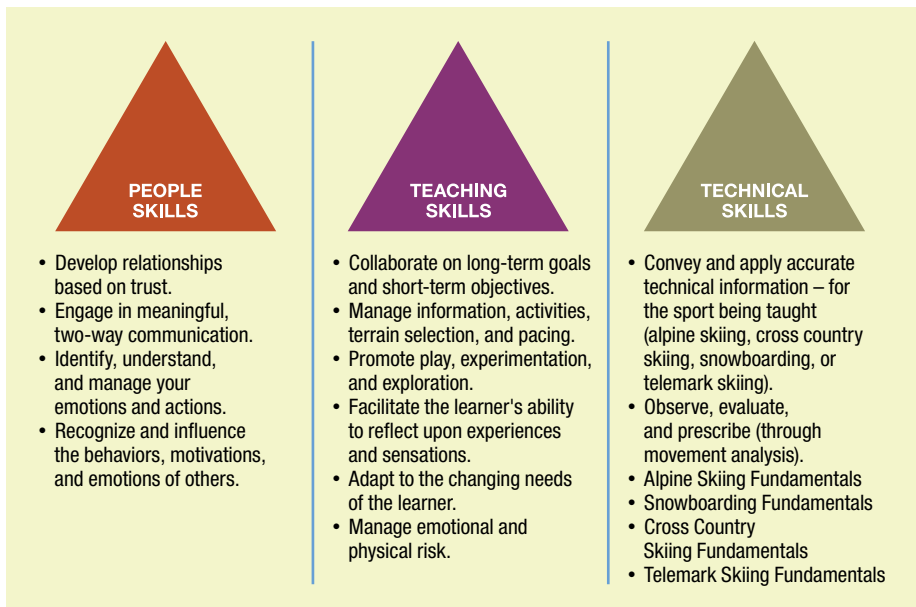 PEOPLE
SKILLS
• Develop relationships
based on trust.
• Engage in meaningful,
two-way communication.
• Identify, understand,
and manage your
emotions and actions.
• Recognize and influence
the behaviors, motivations,
and emotions of others.
TEACHING
SKILLS
• Collaborate on long-term goals
and short-term objectives.
• Manage information, activities,
terrain selection, and pacing.
• Promote play, experimentation,
and exploration.
• Facilitate the learner's ability
to reflect upon experiences
and sensations.
• Adapt to the changing needs
of the learner.
• Manage emotional and
physical risk.
TECHNICAL
SKILLS
• Convey and apply accurate
technical information – for
the sport being taught
(alpine skiing, cross country
skiing, snowboarding, or
telemark skiing).
• Observe, evaluate,
and prescribe (through
movement analysis).
• Alpine Skiing Fundamentals
• Snowboarding Fundamentals
• Cross Country
Skiing Fundamentals
• Telemark Skiing Fundamentals